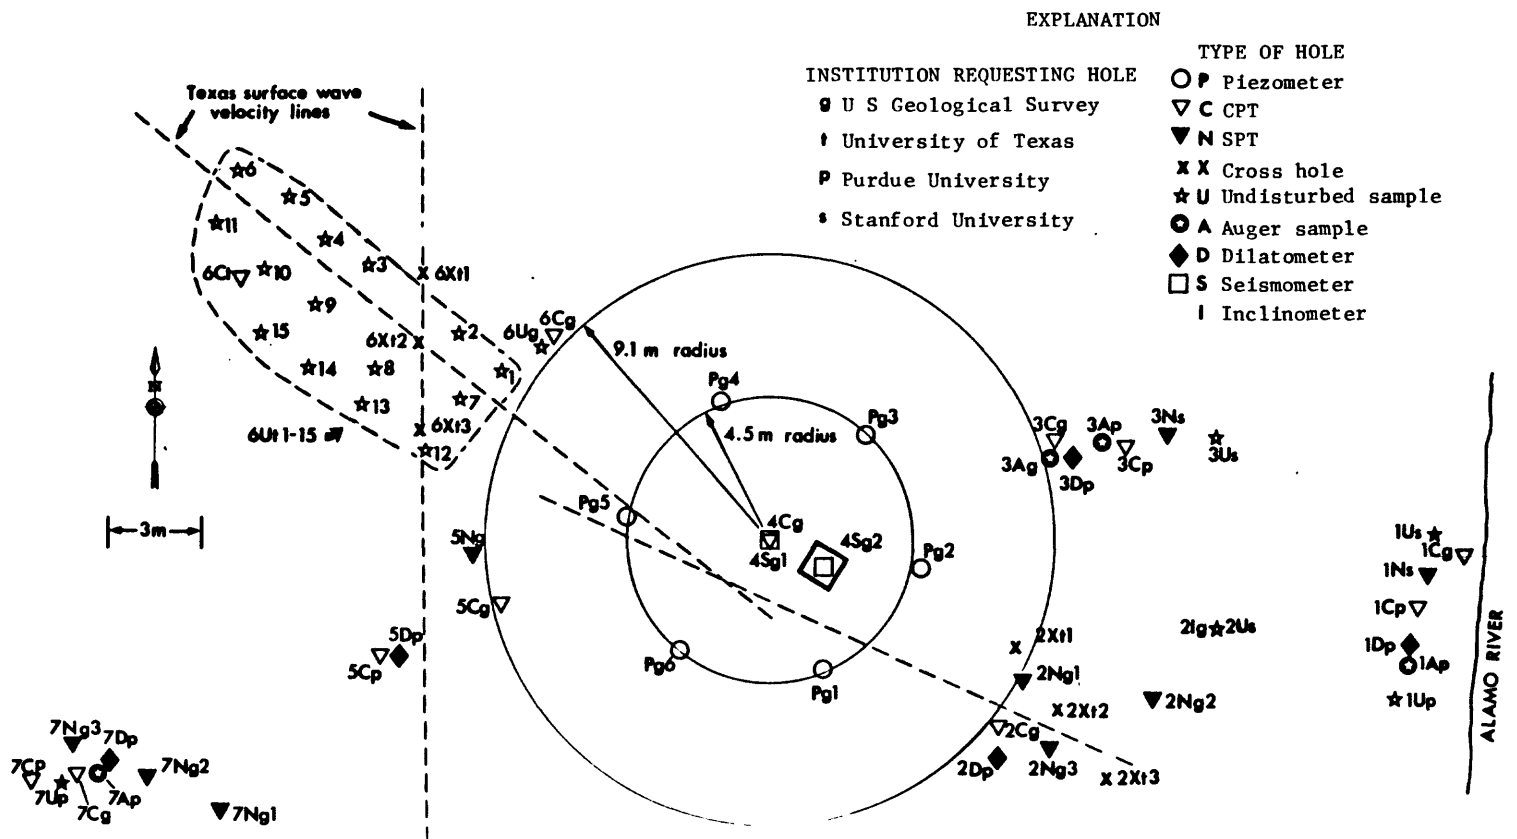 EXPLANATION
TYPE OF HOLE
INSTITUTION REQUESTING HOLE
P Piezometer
g U S Geological Survey
C CPT
t University of Texas
N SPT
X Cross hole
P Purdue University
U Undisturbed sample
s Stanford University
A Auger sample
D Dilatometer
S Seismometer
I Inclinometer
Texas surface wave
velocity lines
6
5
11
4
3
6Ct
10
6Xt1
9
2
6Ug
6Cg
15
6Xt2
14
8
1
13
7
6Ut1-15
6Xt3
12
N
3m
9.1 m radius
4.5 m radius
Pg4
Pg3
Pg5
4Cg
4Sg1
4Sg2
Pg2
Pg6
Pg1
3Cg
3Ap
3Ns
3Ag
3Dp
3Cp
3Us
5Ng
5Cg
5Dp
5Cp
1Us
1Cg
1Ns
1Cp
1Dp
1Ap
1Up
2Ig
2Us
2Xt1
2Ng1
2Xt2
2Ng2
2Cg
2Dp
2Ng3
2Xt3
ALAMO RIVER
7Ng3
7Dp
7Cp
7Ng2
7Up
7Cg
7Ap
7Ng1